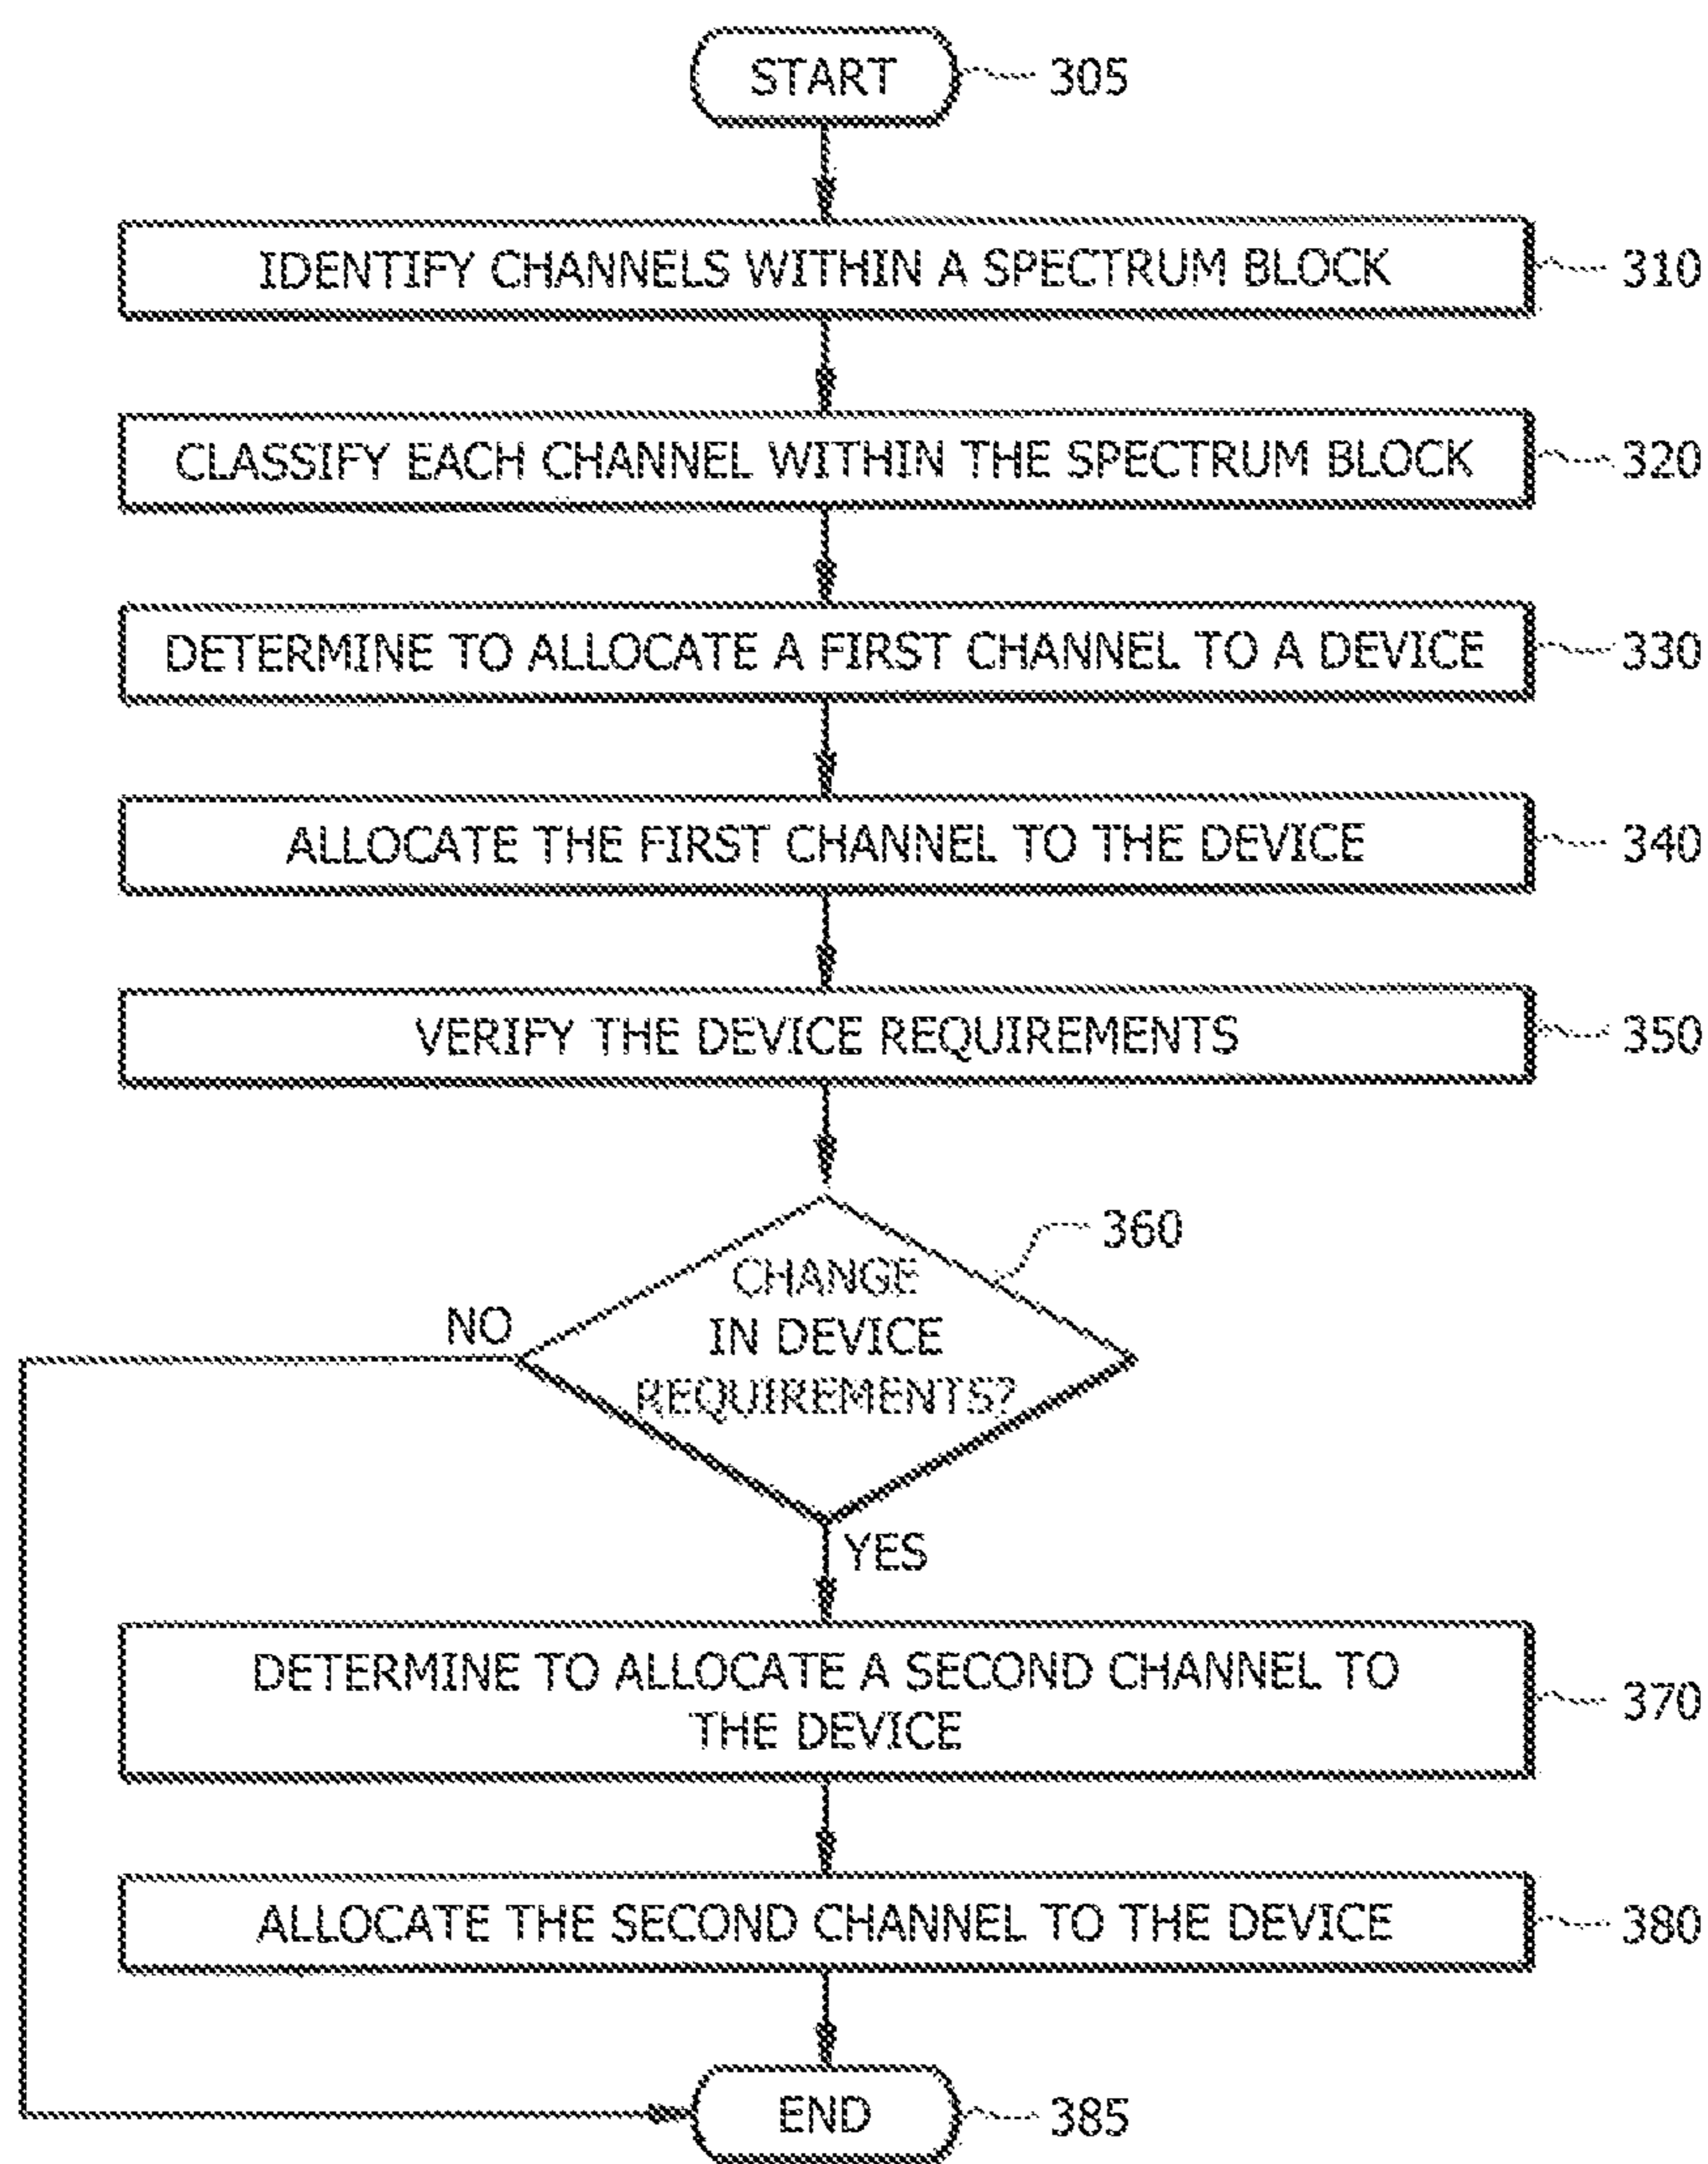 START
305
IDENTIFY CHANNELS WITHIN A SPECTRUM BLOCK
310
CLASSIFY EACH CHANNEL WITHIN THE SPECTRUM BLOCK
320
DETERMINE TO ALLOCATE A FIRST CHANNEL TO A DEVICE
330
ALLOCATE THE FIRST CHANNEL TO THE DEVICE
340
VERIFY THE DEVICE REQUIREMENTS
350
360
CHANGE
IN DEVICE
REQUIREMENTS?
NO
YES
DETERMINE TO ALLOCATE A SECOND CHANNEL TO
THE DEVICE
370
ALLOCATE THE SECOND CHANNEL TO THE DEVICE
380
END
385